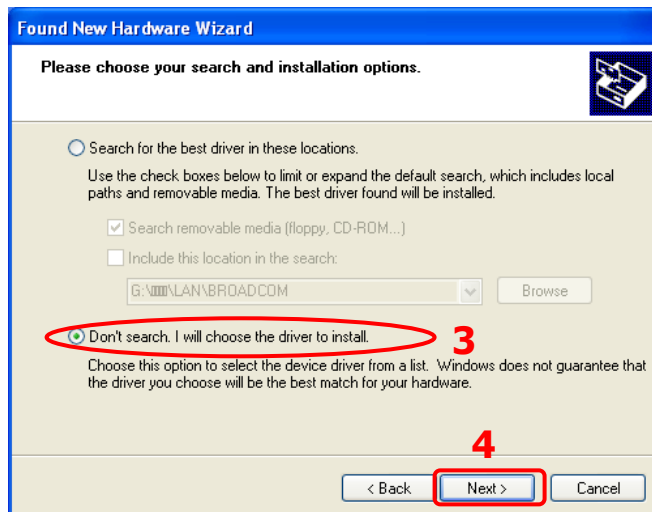 Found New Hardware Wizard
Please choose your search and installation options.
Search for the best driver in these locations.
Use the check boxes below to limit or expand the default search, which includes local
paths and removable media. The best driver found will be installed.
Search removable media (floppy, CD-ROM...)
Include this location in the search:
\LAN\BROADCOM
Browse
Don't search. I will choose the driver to install.
3
Choose this option to select the device driver from a list. Windows does not guarantee that
the driver you choose will be the best match for your hardware.
4
< Back
Next >
Cancel